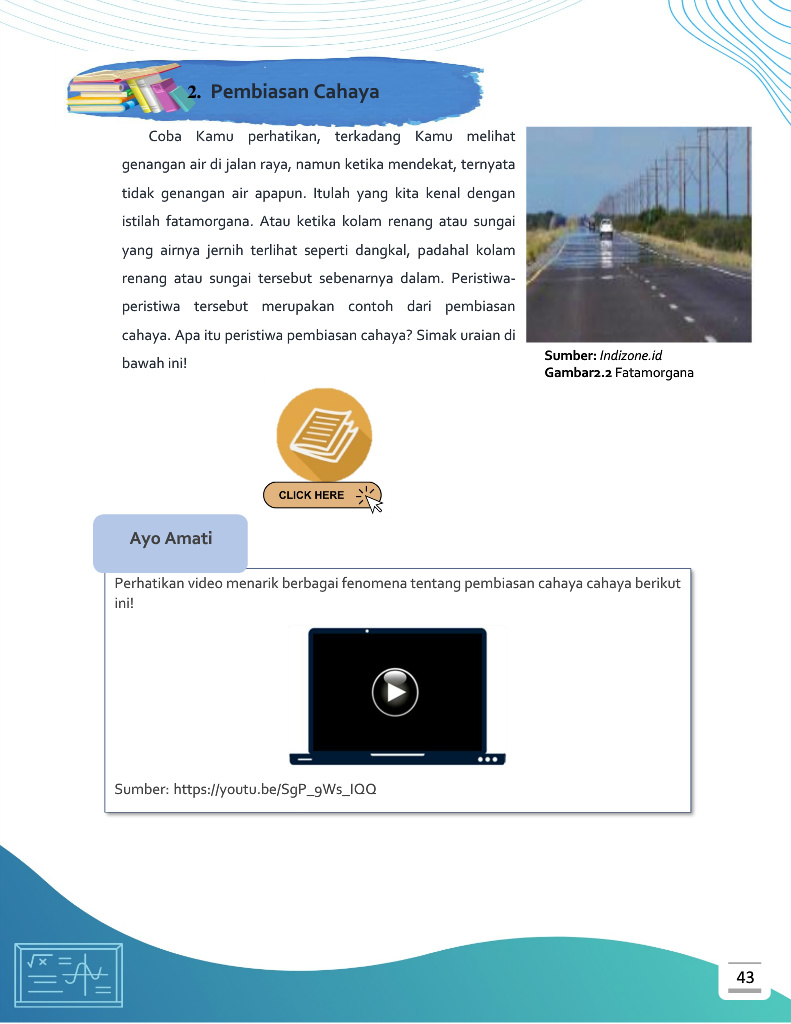 2. Pembiasan Cahaya
Coba Kamu perhatikan, terkadang Kamu melihat
genangan air di jalan raya, namun ketika mendekat, ternyata
tidak genangan air apapun. Itulah yang kita kenal dengan
istilah fatamorgana. Atau ketika kolam renang atau sungai
yang airnya jernih terlihat seperti dangkal, padahal kolam
renang atau sungai tersebut sebenarnya dalam. Peristiwa-
peristiwa tersebut merupakan contoh dari pembiasan
cahaya. Apa itu peristiwa pembiasan cahaya? Simak uraian di
bawah ini!
Sumber: Indizone.id
Gambar2.2 Fatamorgana
CLICK HERE
Ayo Amati
Perhatikan video menarik berbagai fenomena tentang pembiasan cahaya cahaya berikut
ini!
Sumber: https://youtu.be/SgP_9Ws_IQQ
√x
43